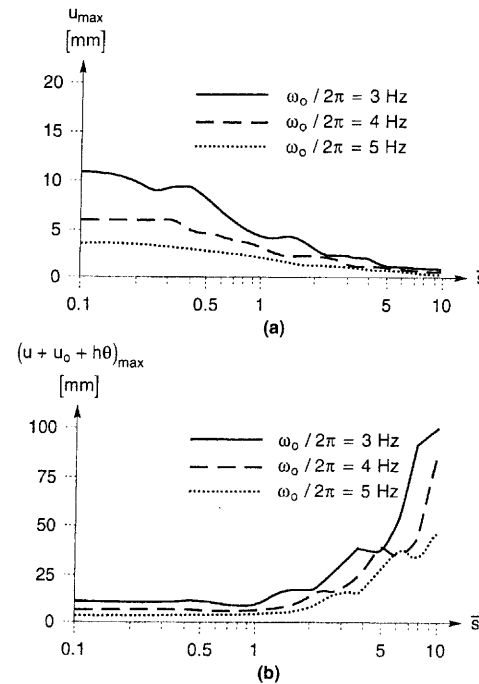 u_max
[mm]
20
15
10
5
0
ω_o / 2π = 3 Hz
ω_o / 2π = 4 Hz
ω_o / 2π = 5 Hz
0.1 0.5 1 5 10
(a)
(u + u_o + hθ)_max
[mm]
100
75
50
25
0
ω_o / 2π = 3 Hz
ω_o / 2π = 4 Hz
ω_o / 2π = 5 Hz
s̅
0.1 0.5 1 5 10
(b)